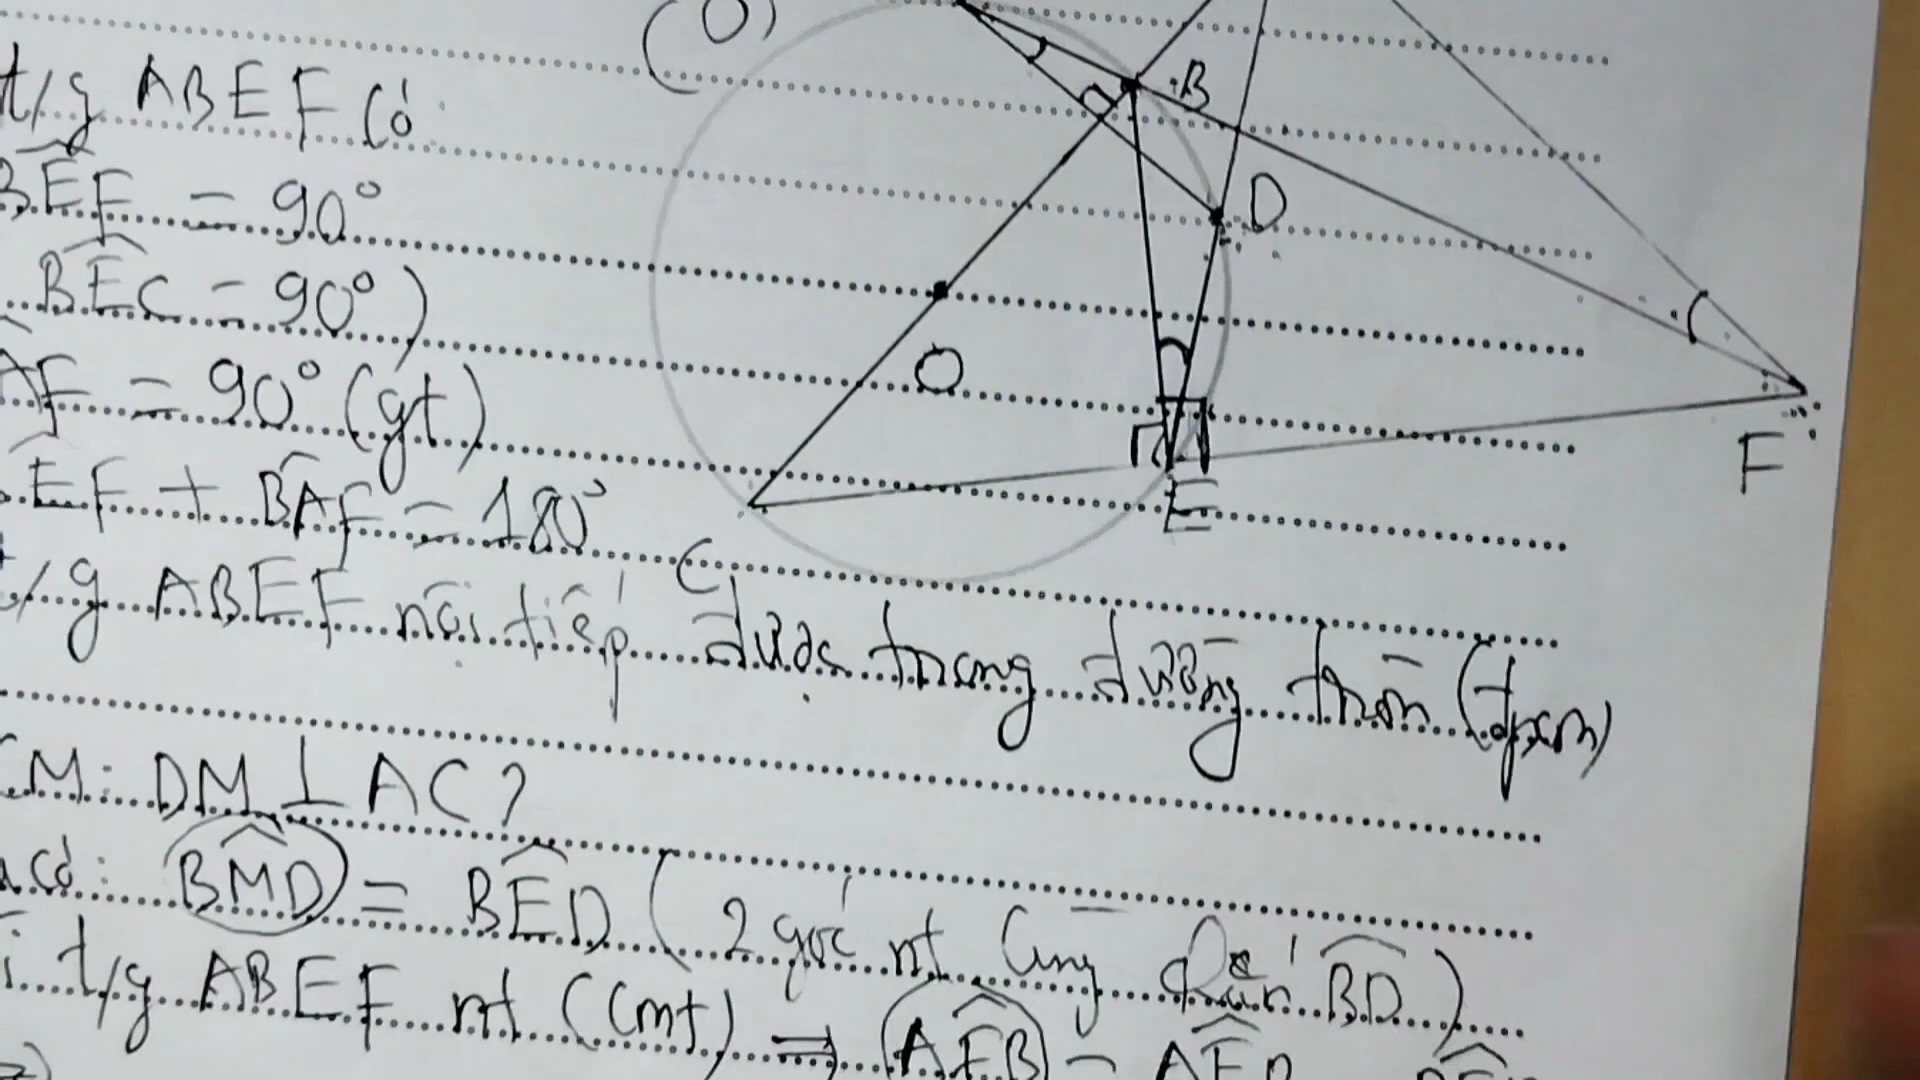 (O)
t/g ABEF có:
BEF = 90°
BEC = 90°)
AF = 90° (gt)
EF + BAF = 180°
t/g ABEF nội tiếp được trong đường tròn (đpcm)
CM: DM ⊥ AC?
có: BMD = BED (2 góc nt cùng chắn BD)
t/g ABEF nt (cmt) ⇒ AFB = AED
B
D
O
E
F
C